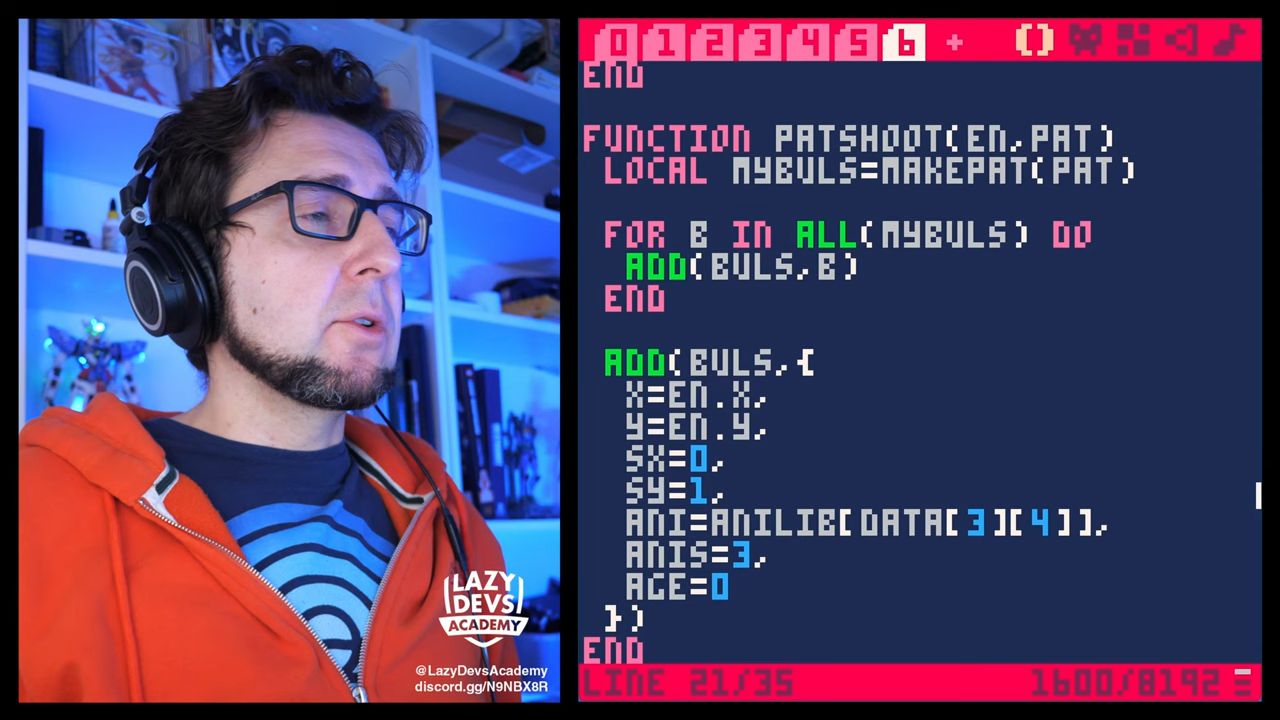 LAZY
DEVS
ACADEMY
@LazyDevsAcademy
discord.gg/N9NBX8R
0 1 2 3 4 5 6 + ()
END
FUNCTION PATSHOOT(EN,PAT)
LOCAL MYBULS=MAKEPAT(PAT)
FOR B IN ALL(MYBULS) DO
ADD(BULS,B)
END
ADD(BULS,{
X=EN.X,
Y=EN.Y,
SX=0,
SY=1,
ANI=ANILIB[DATA[3][4]],
ANIS=3,
AGE=0
})
END
LINE 21/35
1600/8192